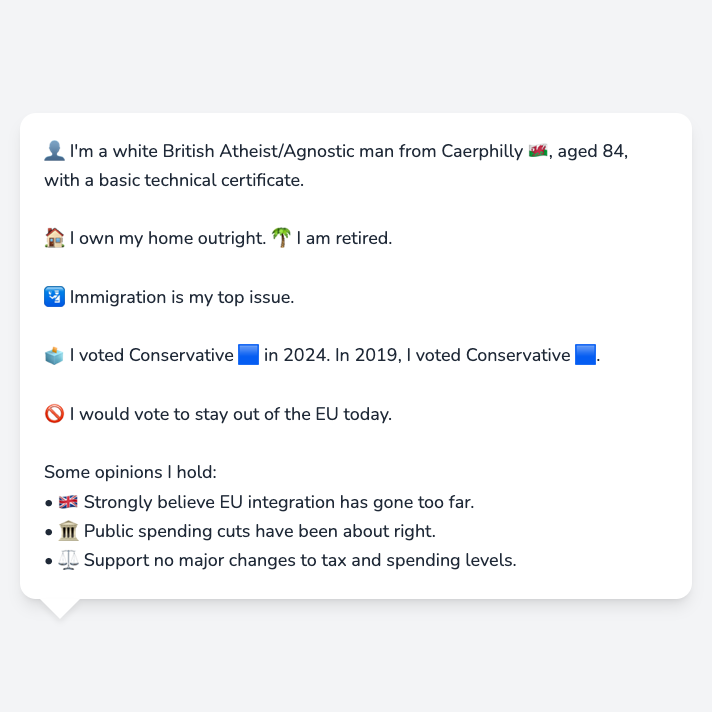 👤 I'm a white British Atheist/Agnostic man from Caerphilly 🏴󠁧󠁢󠁷󠁬󠁳󠁿, aged 84,
with a basic technical certificate.
🏠 I own my home outright. 🌴 I am retired.
🛂 Immigration is my top issue.
🗳️ I voted Conservative 🟦 in 2024. In 2019, I voted Conservative 🟦.
🚫 I would vote to stay out of the EU today.
Some opinions I hold:
• 🇬🇧 Strongly believe EU integration has gone too far.
• 🏛️ Public spending cuts have been about right.
• ⚖️ Support no major changes to tax and spending levels.